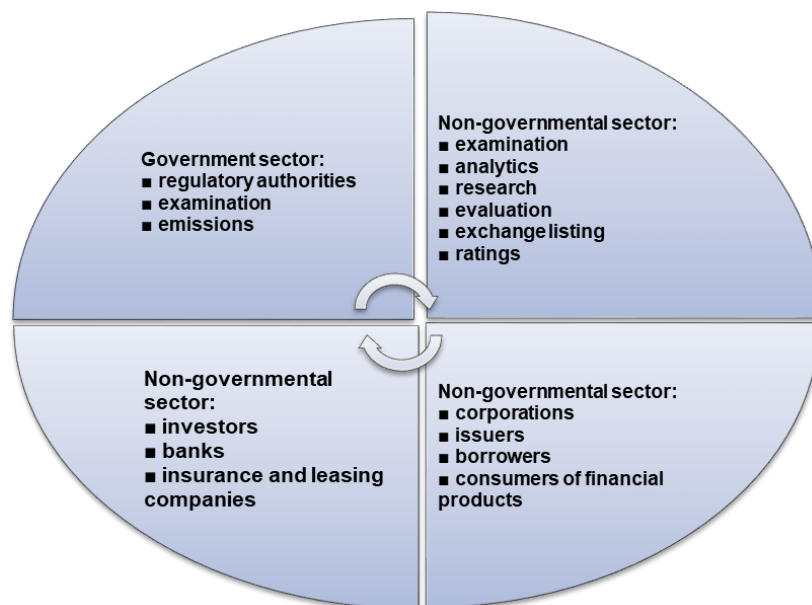 Government sector:
■ regulatory authorities
■ examination
■ emissions
Non-governmental sector:
■ examination
■ analytics
■ research
■ evaluation
■ exchange listing
■ ratings
Non-governmental
sector:
■ investors
■ banks
■ insurance and leasing
companies
Non-governmental sector:
■ corporations
■ issuers
■ borrowers
■ consumers of financial
products